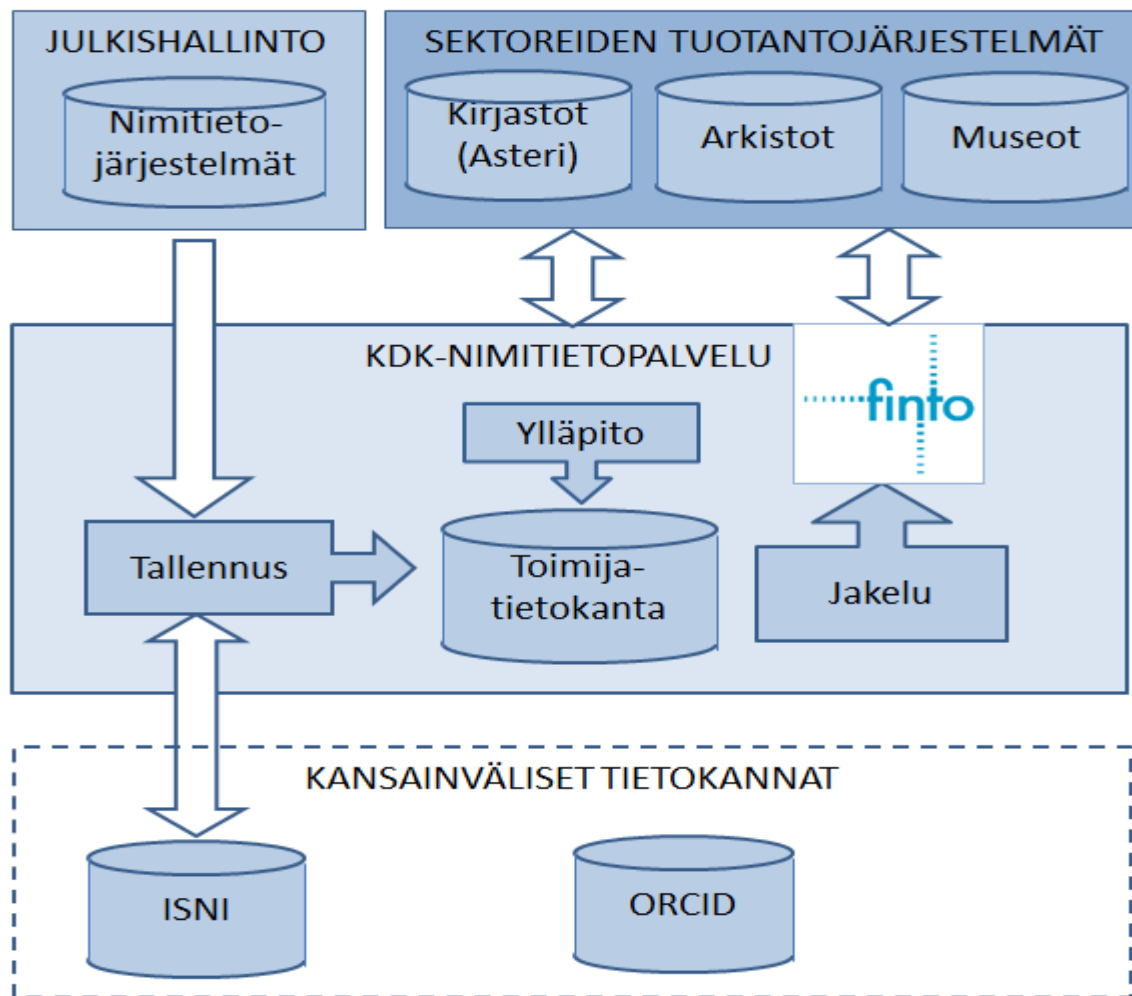 JULKISHALLINTO
Nimitieto-
järjestelmät
SEKTOREIDEN TUOTANTOJÄRJESTELMÄT
Kirjastot
(Asteri)
Arkistot
Museot
KDK-NIMITIETOPALVELU
finto
Ylläpito
Tallennus
Toimija-
tietokanta
Jakelu
KANSAINVÄLISET TIETOKANNAT
ISNI
ORCID